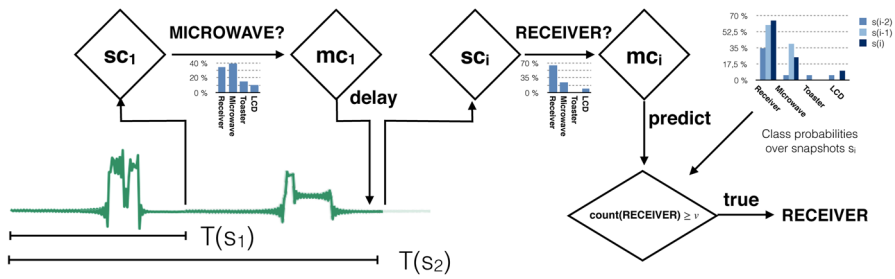 sc1
MICROWAVE?
mc1
40 %
20 %
0 %
Receiver
Microwave
Toaster
LCD
delay
sci
RECEIVER?
mci
70
35
0 %
Receiver
Microwave
Toaster
LCD
predict
70 %
52,5 %
35 %
17,5 %
0 %
Receiver
Microwave
Toaster
LCD
s(i-2)
s(i-1)
s(i)
Class probabilities
over snapshots si
count(RECEIVER) ≥ v
true
RECEIVER
T(s1)
T(s2)